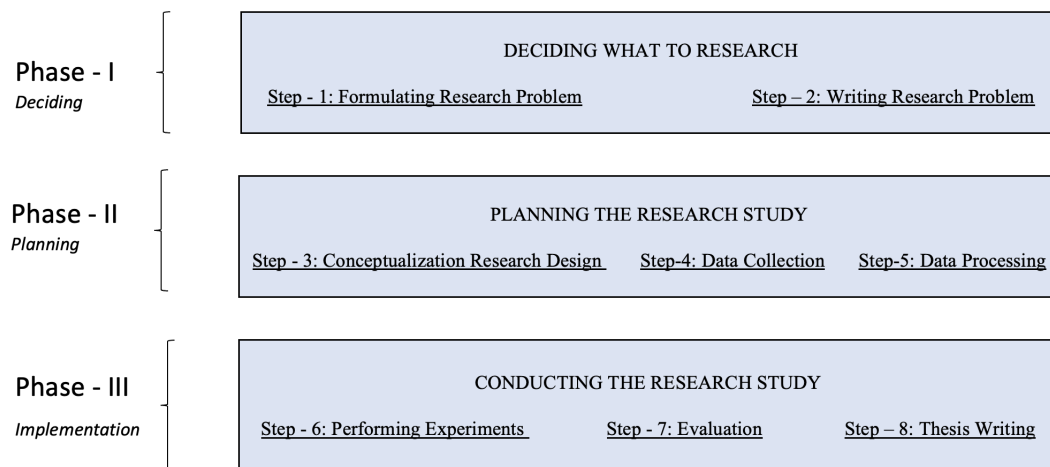 DECIDING WHAT TO RESEARCH
Phase - I
Deciding
Step - 1: Formulating Research Problem
Step – 2: Writing Research Problem
PLANNING THE RESEARCH STUDY
Phase - II
Planning
Step - 3: Conceptualization Research Design
Step-4: Data Collection
Step-5: Data Processing
CONDUCTING THE RESEARCH STUDY
Phase - III
Implementation
Step - 6: Performing Experiments
Step - 7: Evaluation
Step – 8: Thesis Writing